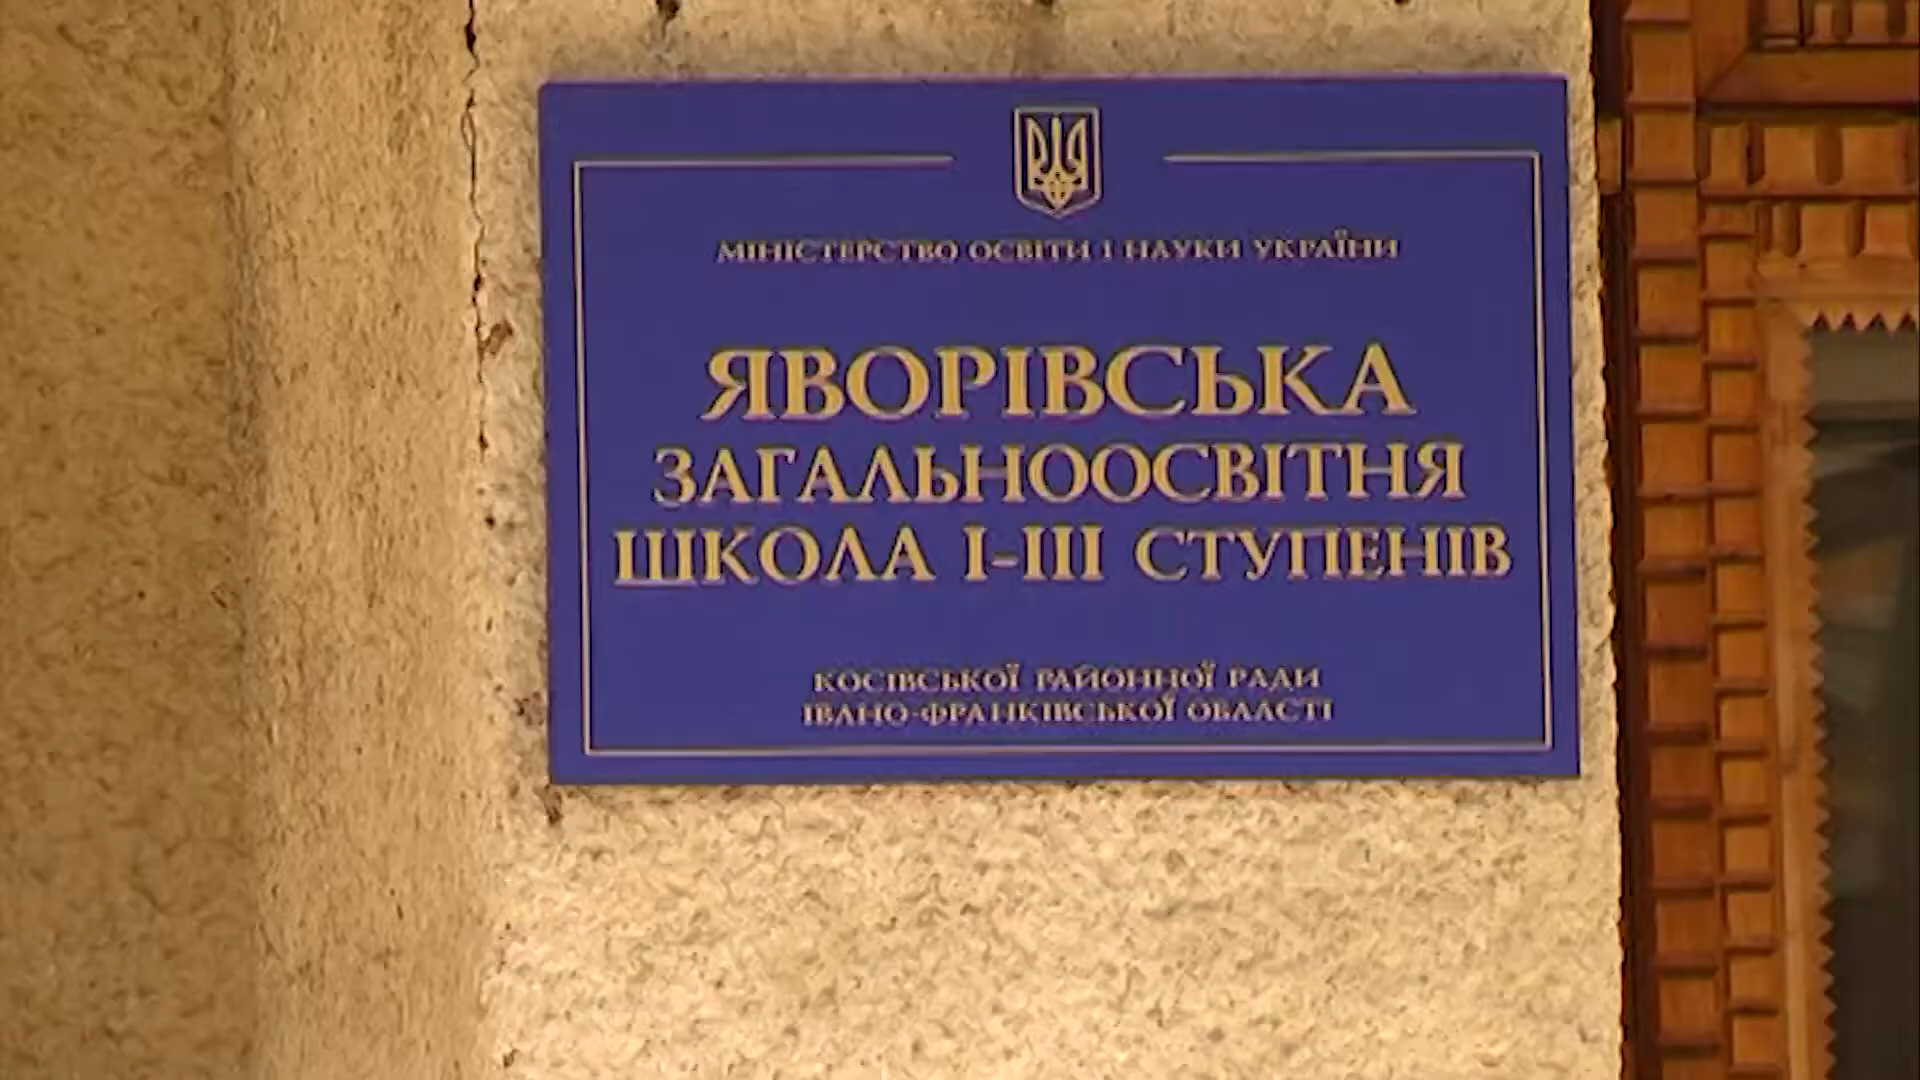 МІНІСТЕРСТВО ОСВІТИ І НАУКИ УКРАЇНИ
ЯВОРІВСЬКА
ЗАГАЛЬНООСВІТНЯ
ШКОЛА І-ІІІ СТУПЕНІВ
КОСІВСЬКОЇ РАЙОННОЇ РАДИ
ІВАНО-ФРАНКІВСЬКОЇ ОБЛАСТІ